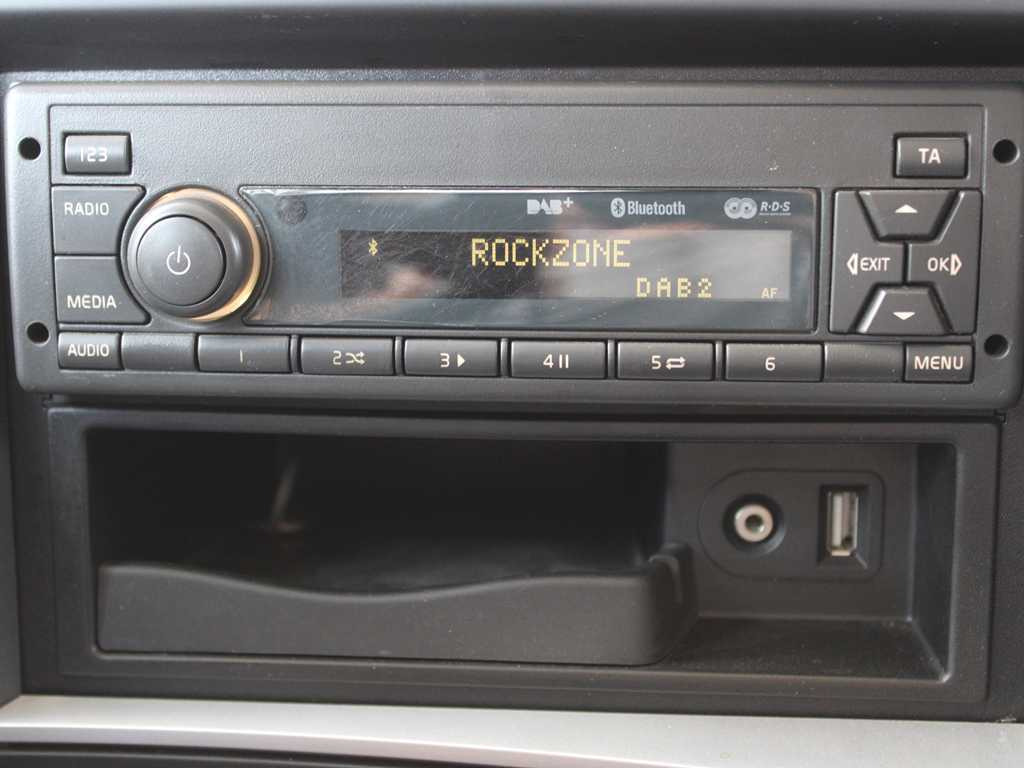 123
TA
RADIO
MEDIA
DAB+
Bluetooth
R·D·S
ROCKZONE
DAB2
AF
EXIT
OK
AUDIO
1
2
3
4
5
6
MENU